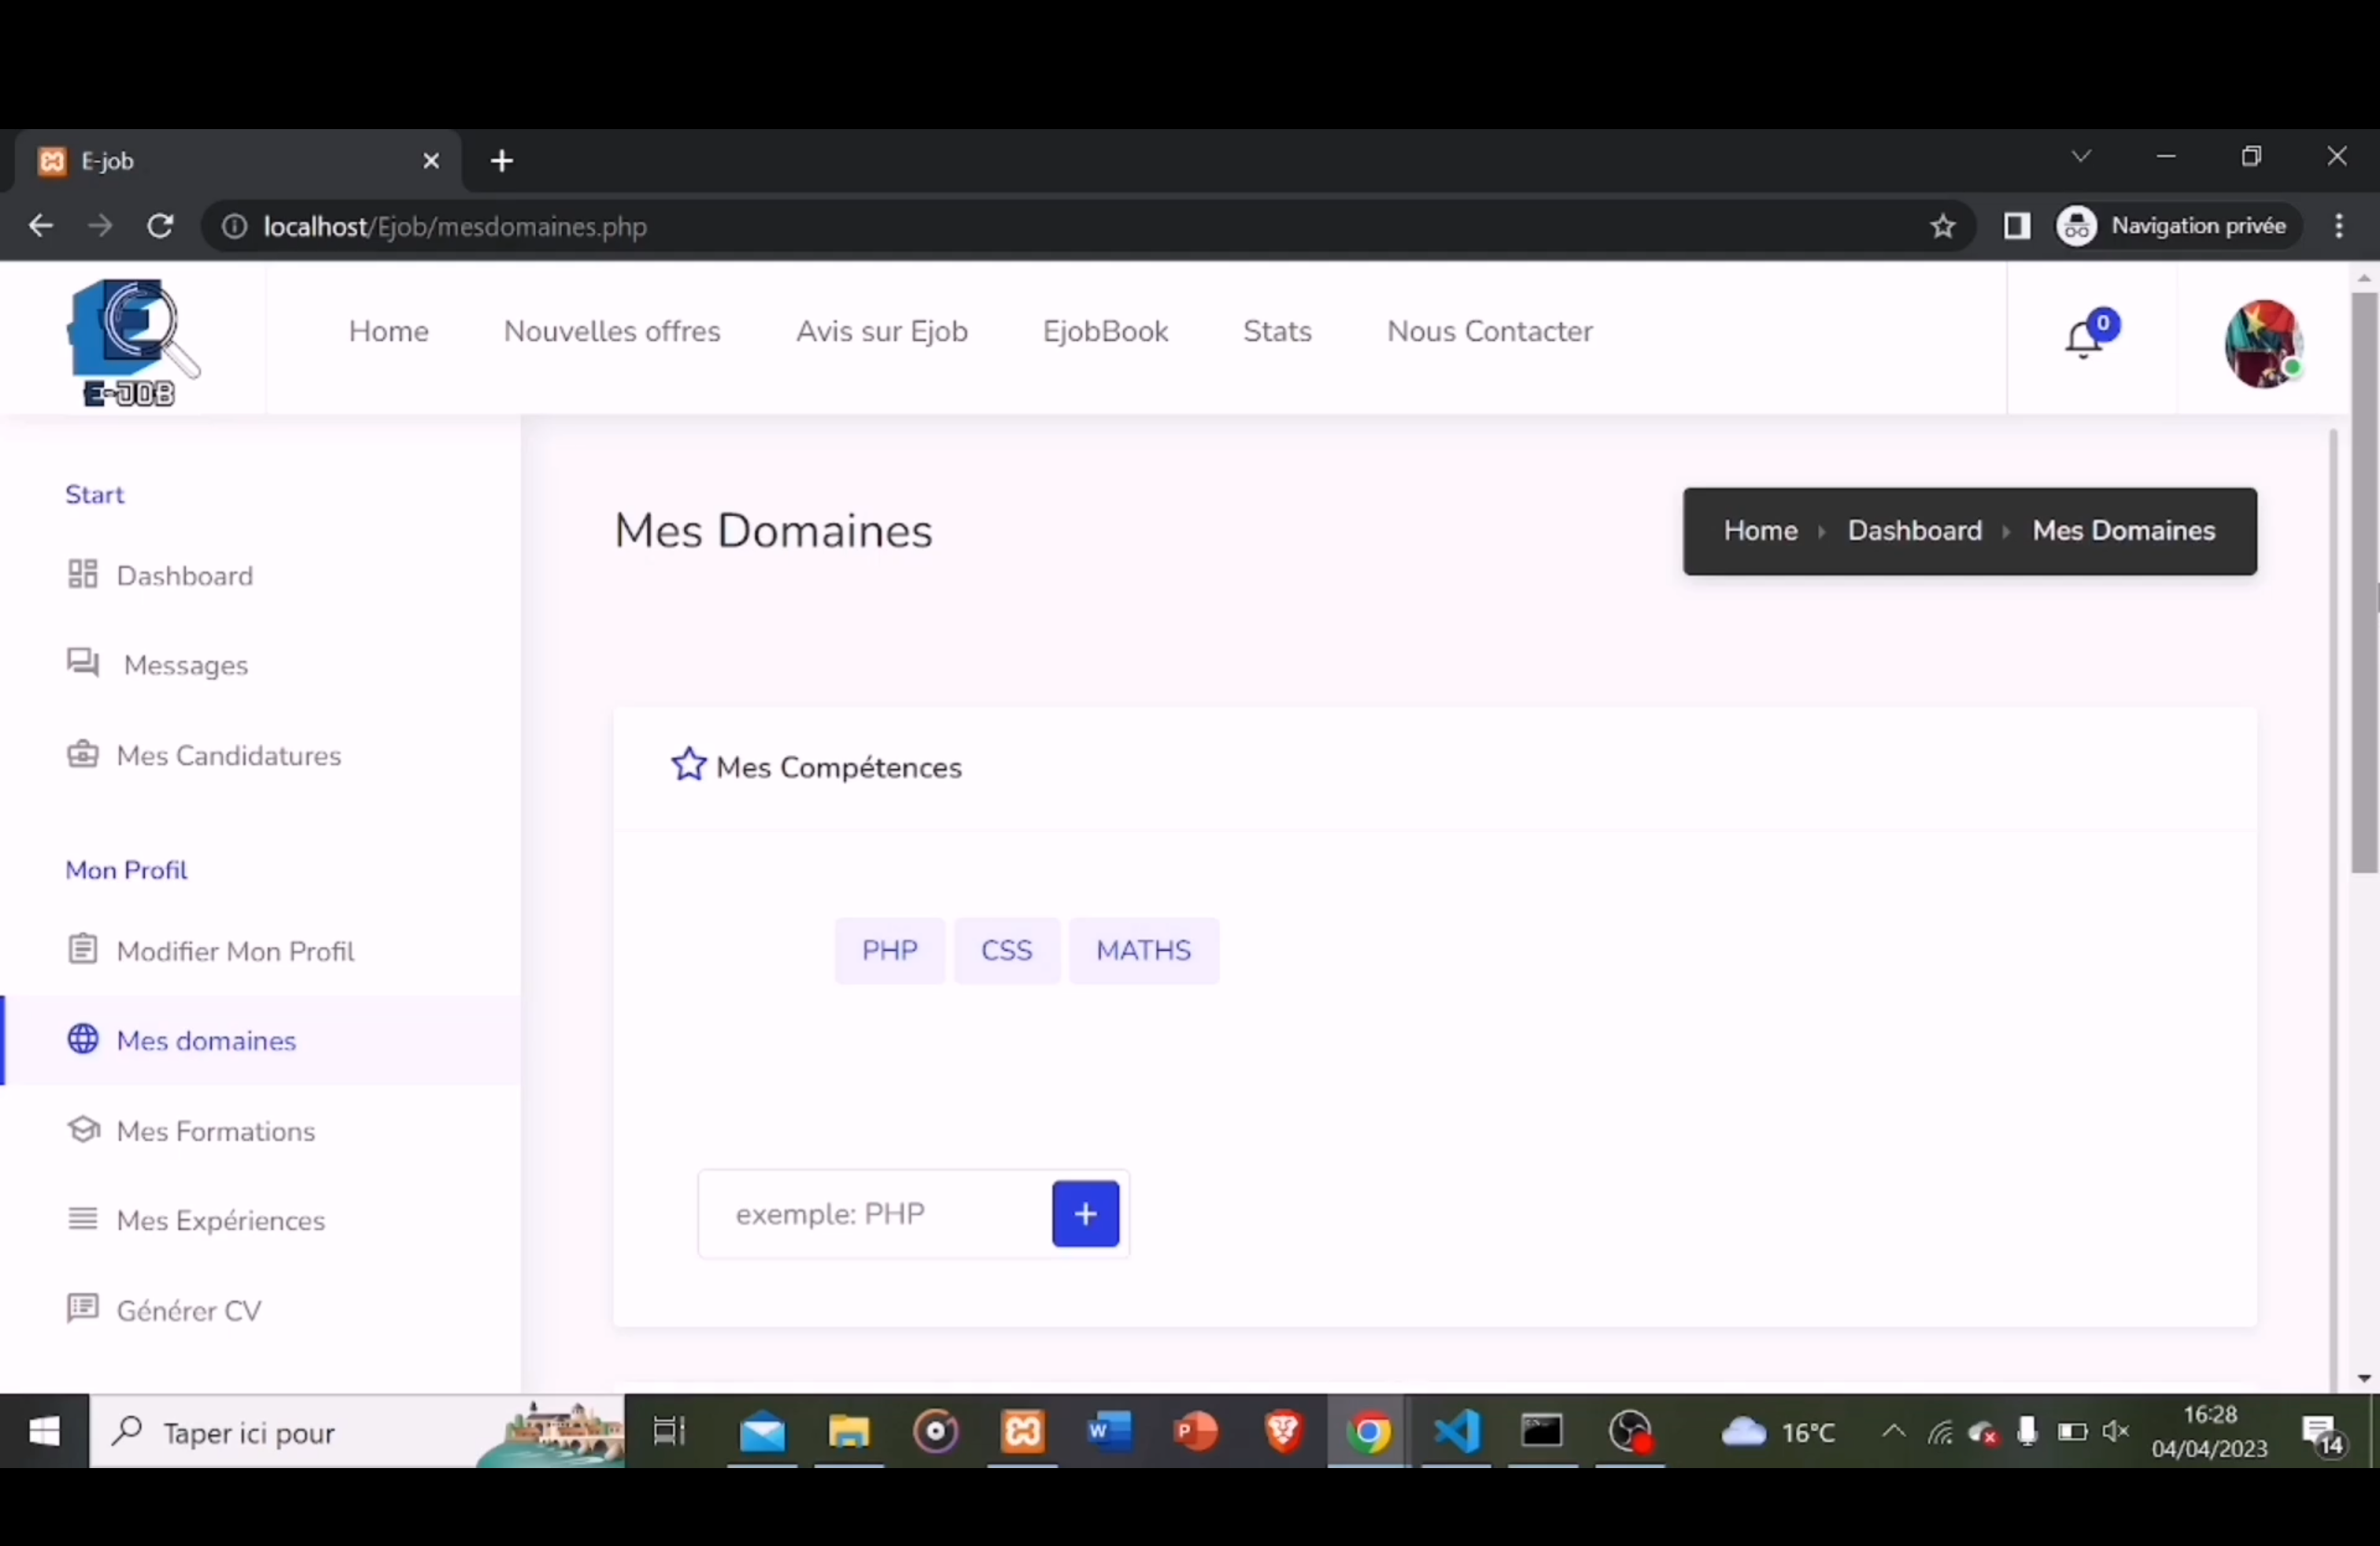 E-job
localhost/Ejob/mesdomaines.php
Navigation privée
E-JOB
Home
Nouvelles offres
Avis sur Ejob
EjobBook
Stats
Nous Contacter
0
Start
Dashboard
Messages
Mes Candidatures
Mon Profil
Modifier Mon Profil
Mes domaines
Mes Formations
Mes Expériences
Générer CV
Mes Domaines
Home
Dashboard
Mes Domaines
Mes Compétences
PHP
CSS
MATHS
exemple: PHP
+
Taper ici pour
16°C
16:28
04/04/2023
14